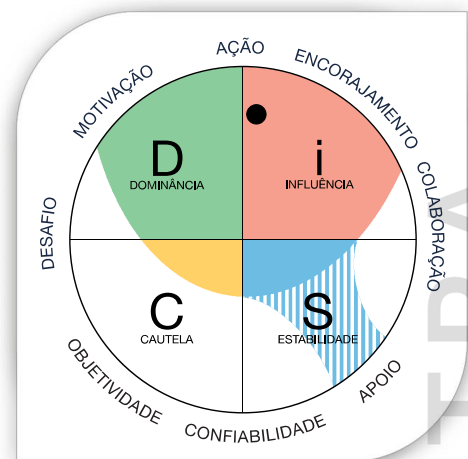 AÇÃO
MOTIVAÇÃO
ENCORAJAMENTO
D
DOMINÂNCIA
i
INFLUÊNCIA
DESAFIO
COLABORAÇÃO
C
CAUTELA
S
ESTABILIDADE
OBJETIVIDADE
APOIO
CONFIABILIDADE